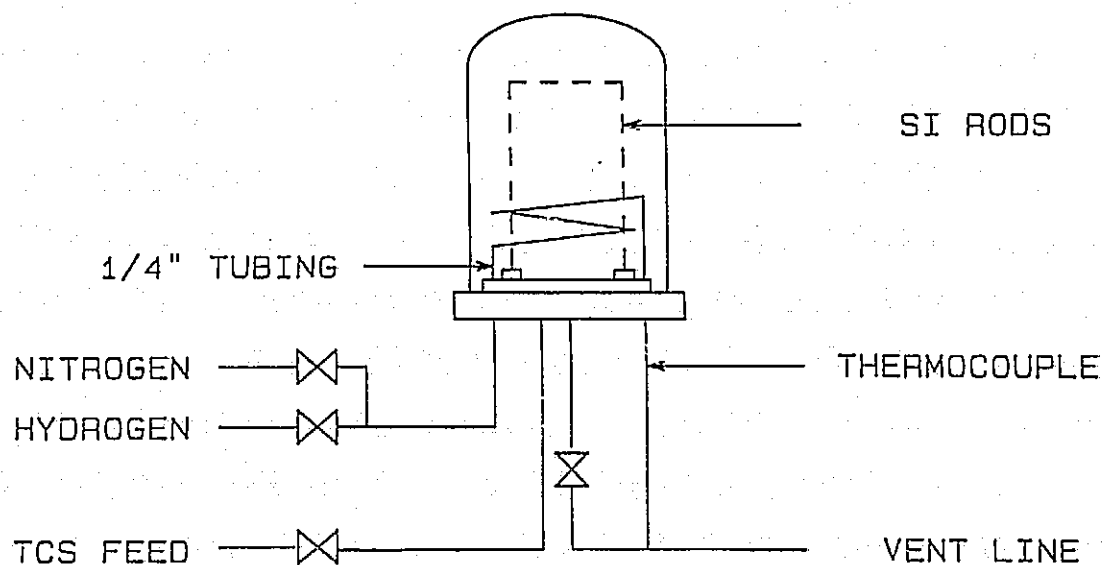 SI RODS
1/4" TUBING
NITROGEN
THERMOCOUPLE
HYDROGEN
TCS FEED
VENT LINE